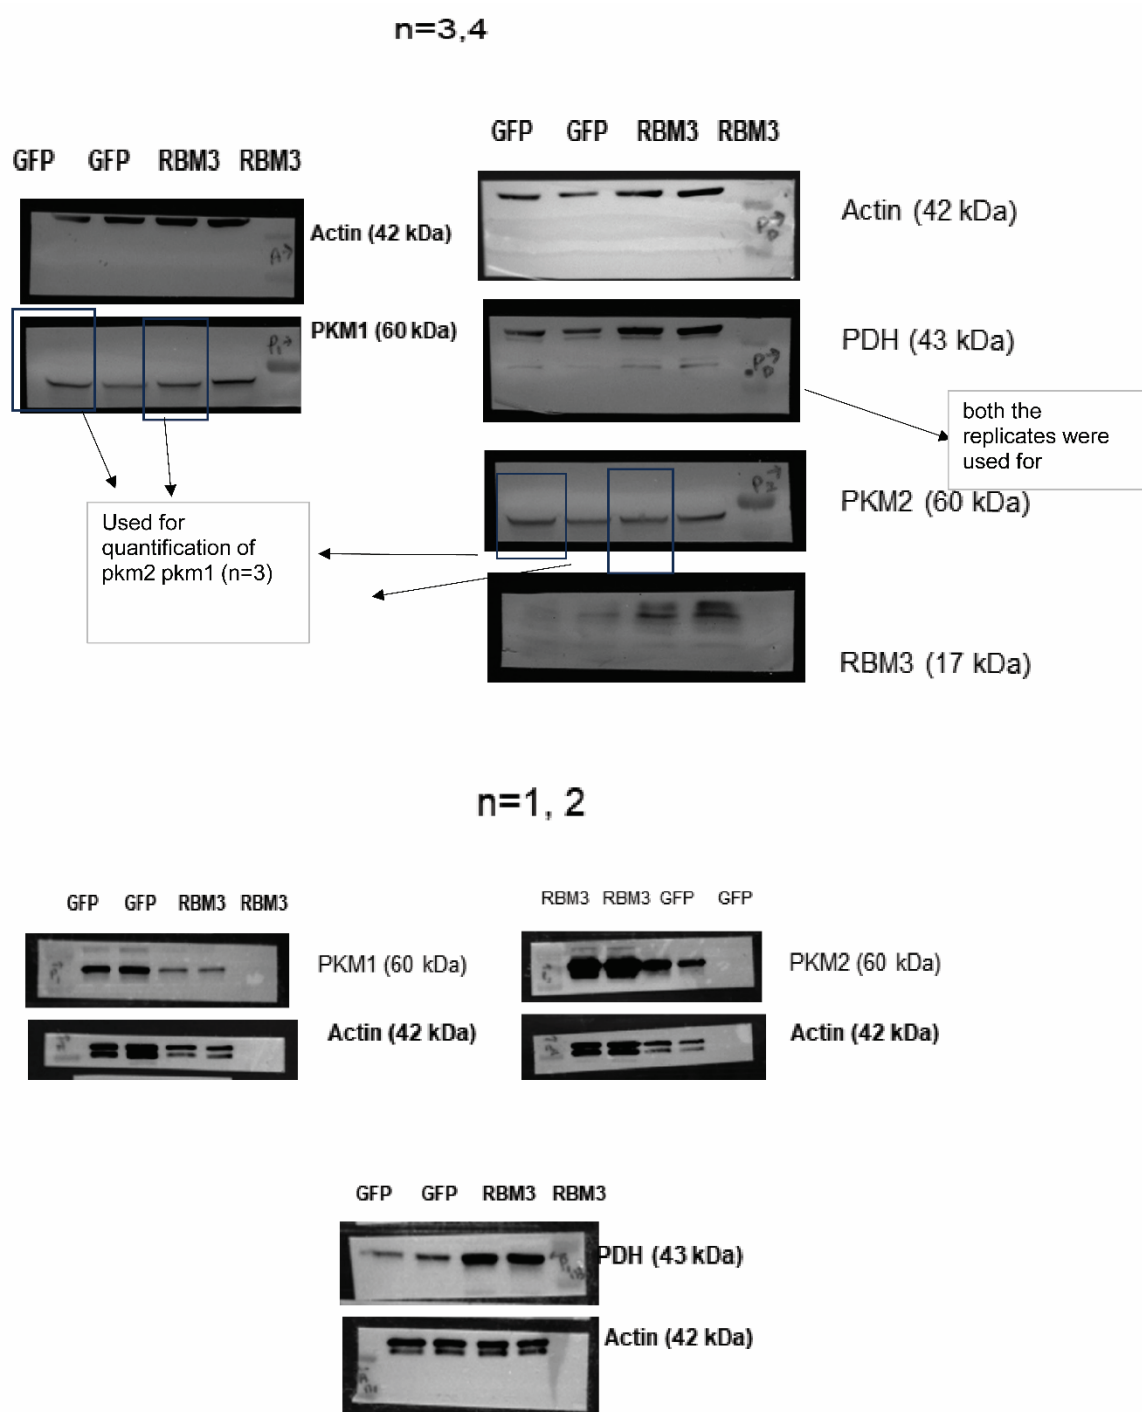 n=3,4
GFP GFP RBM3 RBM3
Actin (42 kDa)
PKM1 (60 kDa)
GFP GFP RBM3 RBM3
Actin (42 kDa)
PDH (43 kDa)
both the
replicates were
used for
PKM2 (60 kDa)
RBM3 (17 kDa)
Used for
quantification of
pkm2 pkm1 (n=3)
n=1, 2
GFP GFP RBM3 RBM3
PKM1 (60 kDa)
Actin (42 kDa)
RBM3 RBM3 GFP GFP
PKM2 (60 kDa)
Actin (42 kDa)
GFP GFP RBM3 RBM3
PDH (43 kDa)
Actin (42 kDa)